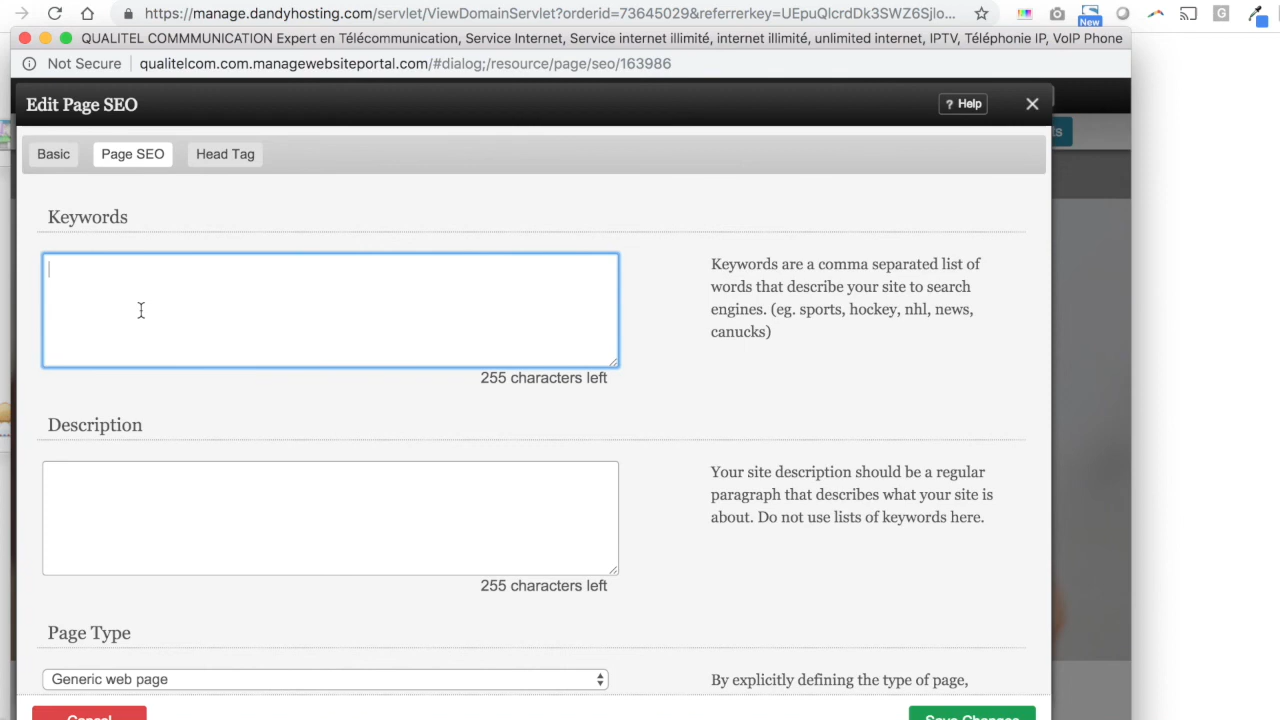 https://manage.dandyhosting.com/servlet/ViewDomainServlet?orderid=73645029&referrerkey=UEpuQlcrdDk3SWZ6Sjlo...
New
G
QUALITEL COMMMUNICATION Expert en Télécommunication, Service Internet, Service internet illimité, internet illimité, unlimited internet, IPTV, Téléphonie IP, VoIP Phone
Not Secure
qualitelcom.com.managewebsiteportal.com/#dialog;/resource/page/seo/163986
Edit Page SEO
? Help
ls
Basic
Page SEO
Head Tag
Keywords
Keywords are a comma separated list of
words that describe your site to search
engines. (eg. sports, hockey, nhl, news,
canucks)
255 characters left
Description
Your site description should be a regular
paragraph that describes what your site is
about. Do not use lists of keywords here.
255 characters left
Page Type
Generic web page
By explicitly defining the type of page,
Cancel
Save Changes